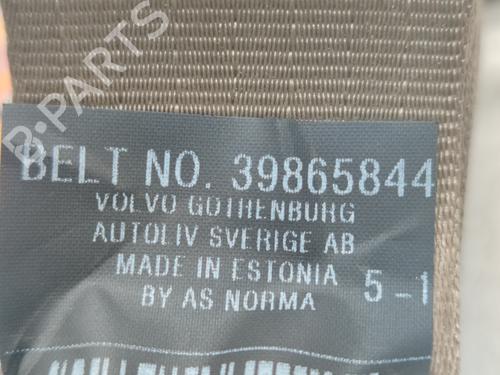 B-PARTS
BELT NO. 39865844
VOLVO GOTHENBURG
AUTOLIV SVERIGE AB
MADE IN ESTONIA 5-1
BY AS NORMA